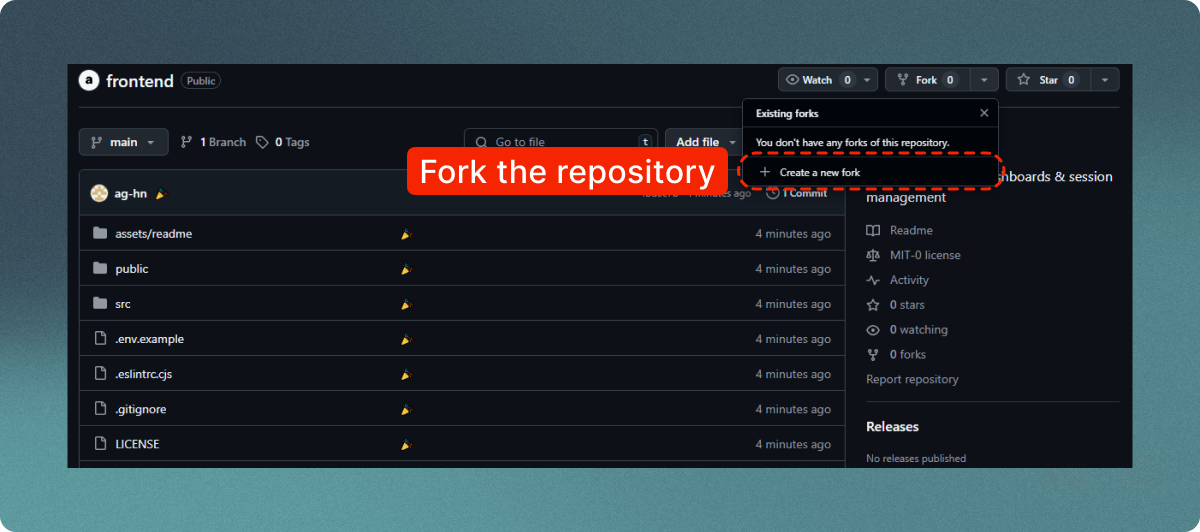 a frontend Public
Watch 0 Fork 0 Star 0
Existing forks
You don't have any forks of this repository.
Create a new fork
main 1 Branch 0 Tags Go to file t Add file
Fork the repository
ag-hn minutes ago 1 Commit
assets/readme 4 minutes ago
public 4 minutes ago
src 4 minutes ago
.env.example 4 minutes ago
.eslintrc.cjs 4 minutes ago
.gitignore 4 minutes ago
LICENSE 4 minutes ago
& session
management
Readme
MIT-0 license
Activity
0 stars
0 watching
0 forks
Report repository
Releases
No releases published